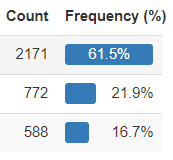 Count Frequency (%)
2171 61.5%
772 21.9%
588 16.7%